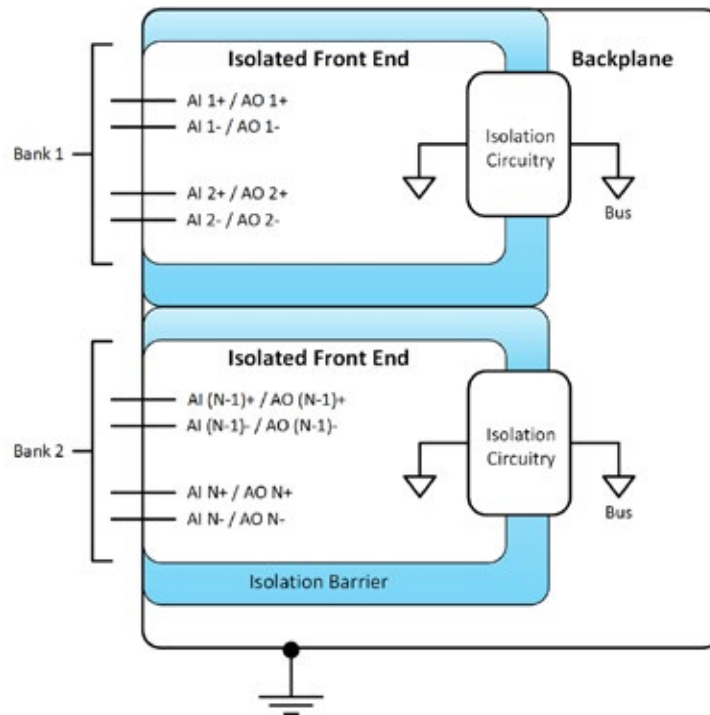 Isolated Front End
Backplane
AI 1+ / AO 1+
AI 1- / AO 1-
Bank 1
Isolation
Circuitry
AI 2+ / AO 2+
AI 2- / AO 2-
Bus
Isolated Front End
AI (N-1)+ / AO (N-1)+
AI (N-1)- / AO (N-1)-
Bank 2
Isolation
Circuitry
AI N+ / AO N+
AI N- / AO N-
Bus
Isolation Barrier